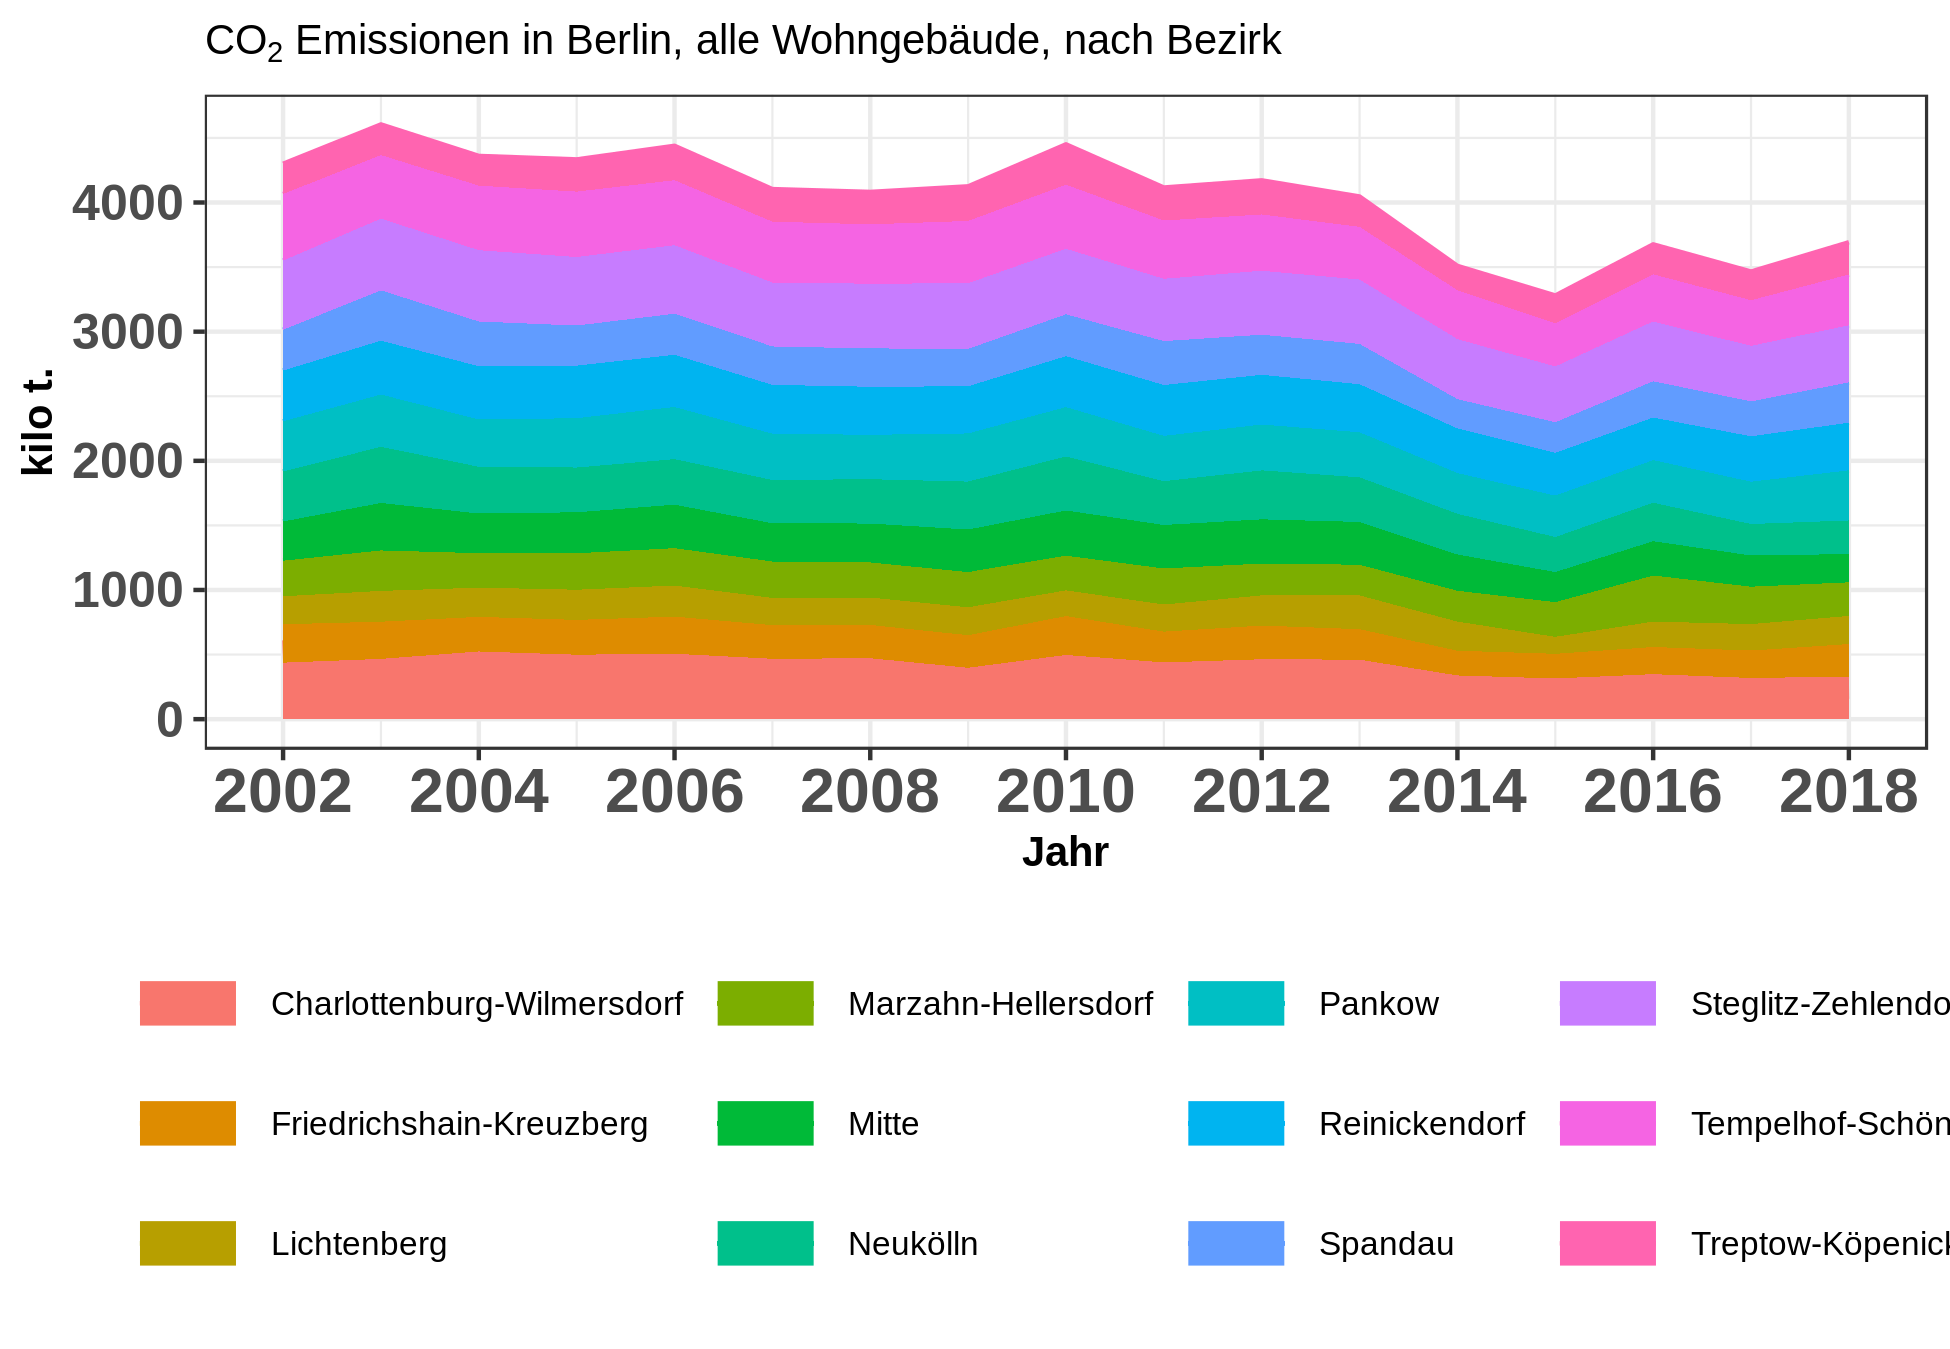 CO₂ Emissionen in Berlin, alle Wohngebäude, nach Bezirk
kilo t.
4000
3000
2000
1000
0
2002 2004 2006 2008 2010 2012 2014 2016 2018
Jahr
Charlottenburg-Wilmersdorf Marzahn-Hellersdorf Pankow Steglitz-Zehlendo
Friedrichshain-Kreuzberg Mitte Reinickendorf Tempelhof-Schön
Lichtenberg Neukölln Spandau Treptow-Köpenick